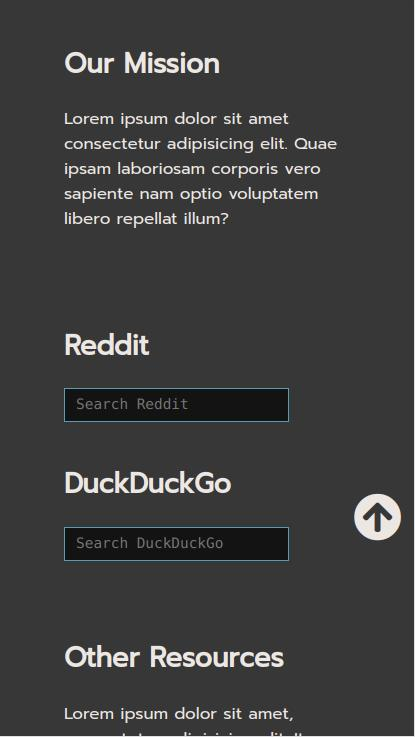 Our Mission
Lorem ipsum dolor sit amet
consectetur adipisicing elit. Quae
ipsam laboriosam corporis vero
sapiente nam optio voluptatem
libero repellat illum?
Reddit
Search Reddit
DuckDuckGo
Search DuckDuckGo
Other Resources
Lorem ipsum dolor sit amet,